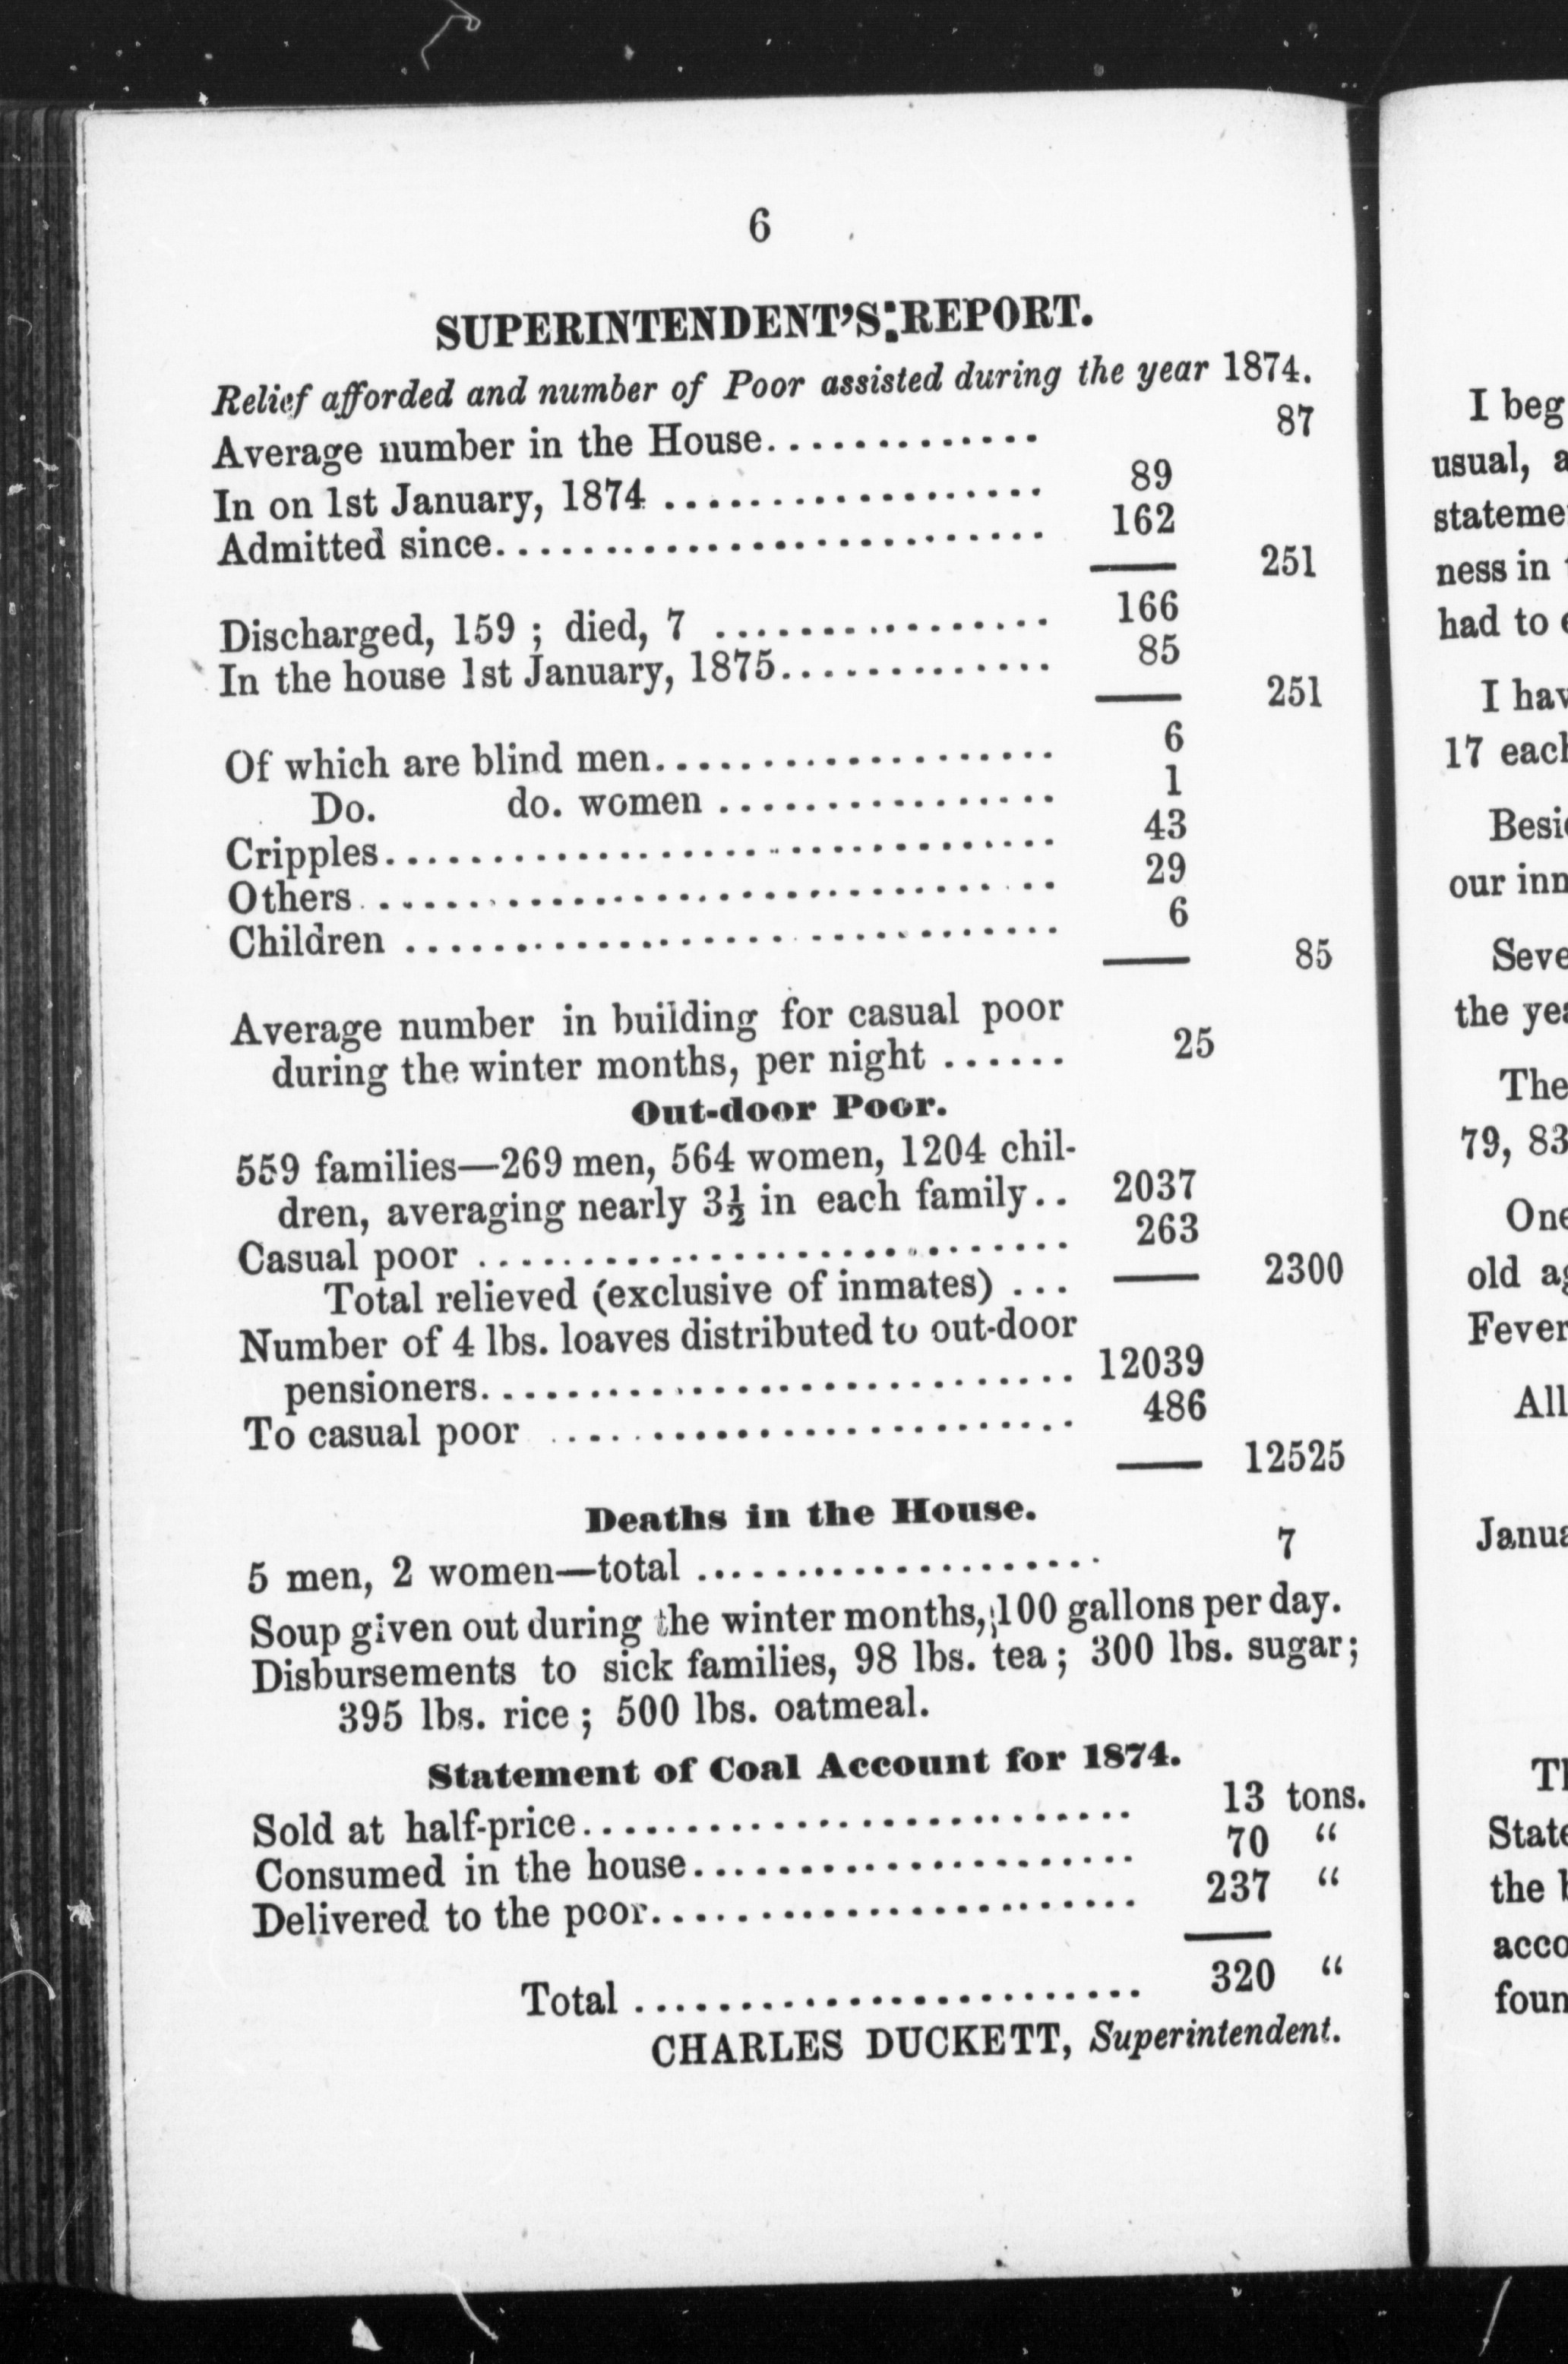 6
SUPERINTENDENT'S REPORT.
Relief afforded and number of Poor assisted during the year 1874.
Average number in the House............. 87
In on 1st January, 1874 .................. 89
Admitted since........................... 162
251
Discharged, 159 ; died, 7 ................ 166
In the house 1st January, 1875............. 85
251
Of which are blind men................... 6
Do. do. women ................ 1
Cripples................................. 43
Others .................................. 29
Children ................................ 6
85
Average number in building for casual poor
during the winter months, per night ...... 25
Out-door Poor.
559 families—269 men, 564 women, 1204 chil-
dren, averaging nearly 3½ in each family.. 2037
Casual poor ............................. 263
Total relieved (exclusive of inmates) ... 2300
Number of 4 lbs. loaves distributed to out-door
pensioners............................. 12039
To casual poor ......................... 486
12525
Deaths in the House.
5 men, 2 women—total .................... 7
Soup given out during the winter months, 100 gallons per day.
Disbursements to sick families, 98 lbs. tea ; 300 lbs. sugar ;
395 lbs. rice ; 500 lbs. oatmeal.
Statement of Coal Account for 1874.
Sold at half-price........................... 13 tons.
Consumed in the house...................... 70 “
Delivered to the poor........................ 237 “
Total ......................... 320 “
CHARLES DUCKETT, Superintendent.
I beg
usual, a
ness in
had to
I hav
17 each
our inn
the yea
The
79, 83
One
old ag
Fever
All
the